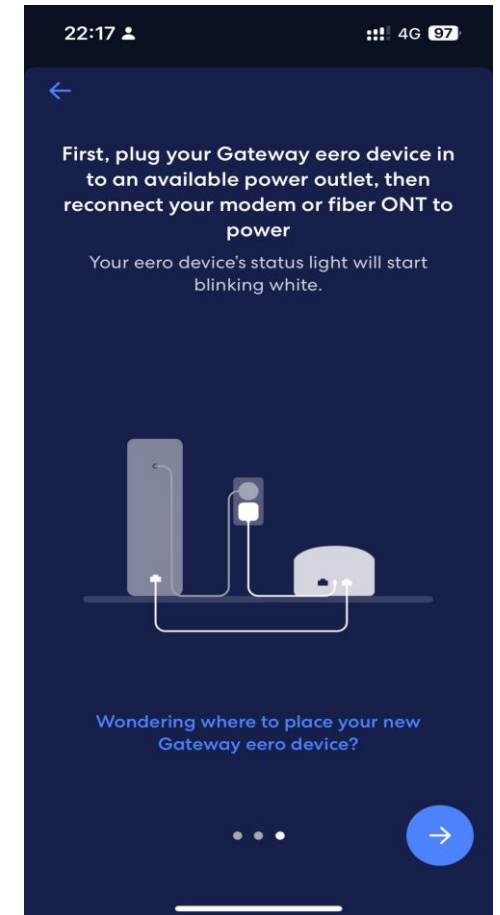 22:17
4G 97
First, plug your Gateway eero device in
to an available power outlet, then
reconnect your modem or fiber ONT to
power
Your eero device's status light will start
blinking white.
Wondering where to place your new
Gateway eero device?